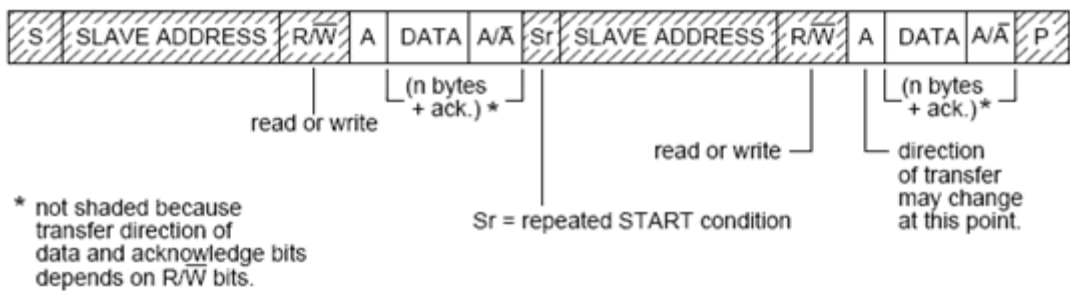 S SLAVE ADDRESS R/W̅ A DATA A/A̅ Sr SLAVE ADDRESS R/W̅ A DATA A/A̅ P
(n bytes
+ ack.) *
read or write
(n bytes
+ ack.) *
read or write
direction
of transfer
may change
at this point.
* not shaded because
transfer direction of
data and acknowledge bits
depends on R/W̅ bits.
Sr = repeated START condition